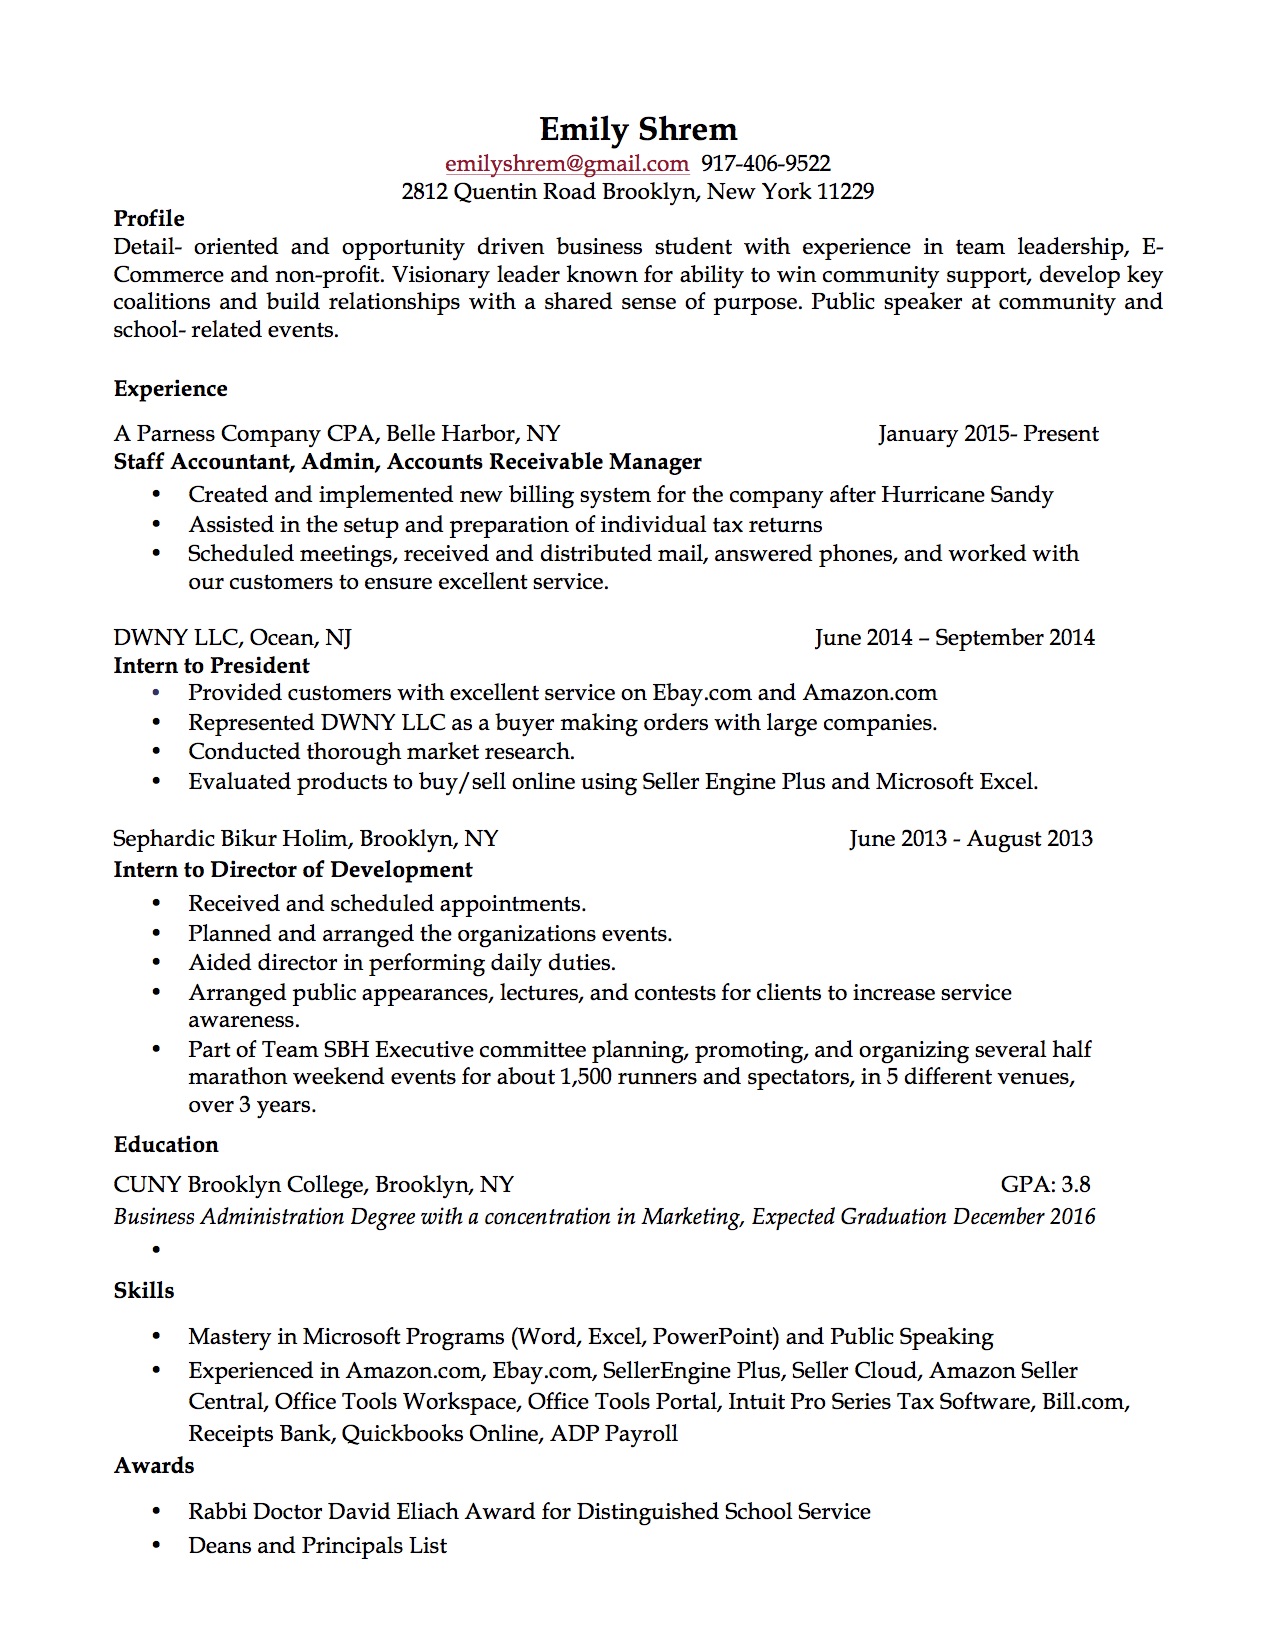 Emily Shrem
emilyshrem@gmail.com 917-406-9522
2812 Quentin Road Brooklyn, New York 11229
Profile
Detail- oriented and opportunity driven business student with experience in team leadership, E-
Commerce and non-profit. Visionary leader known for ability to win community support, develop key
coalitions and build relationships with a shared sense of purpose. Public speaker at community and
school- related events.
Experience
A Parness Company CPA, Belle Harbor, NY January 2015- Present
Staff Accountant, Admin, Accounts Receivable Manager
• Created and implemented new billing system for the company after Hurricane Sandy
• Assisted in the setup and preparation of individual tax returns
• Scheduled meetings, received and distributed mail, answered phones, and worked with
our customers to ensure excellent service.
DWNY LLC, Ocean, NJ June 2014 – September 2014
Intern to President
• Provided customers with excellent service on Ebay.com and Amazon.com
• Represented DWNY LLC as a buyer making orders with large companies.
• Conducted thorough market research.
• Evaluated products to buy/sell online using Seller Engine Plus and Microsoft Excel.
Sephardic Bikur Holim, Brooklyn, NY June 2013 - August 2013
Intern to Director of Development
• Received and scheduled appointments.
• Planned and arranged the organizations events.
• Aided director in performing daily duties.
• Arranged public appearances, lectures, and contests for clients to increase service
awareness.
• Part of Team SBH Executive committee planning, promoting, and organizing several half
marathon weekend events for about 1,500 runners and spectators, in 5 different venues,
over 3 years.
Education
CUNY Brooklyn College, Brooklyn, NY GPA: 3.8
Business Administration Degree with a concentration in Marketing, Expected Graduation December 2016
•
Skills
• Mastery in Microsoft Programs (Word, Excel, PowerPoint) and Public Speaking
• Experienced in Amazon.com, Ebay.com, SellerEngine Plus, Seller Cloud, Amazon Seller
Central, Office Tools Workspace, Office Tools Portal, Intuit Pro Series Tax Software, Bill.com,
Receipts Bank, Quickbooks Online, ADP Payroll
Awards
• Rabbi Doctor David Eliach Award for Distinguished School Service
• Deans and Principals List